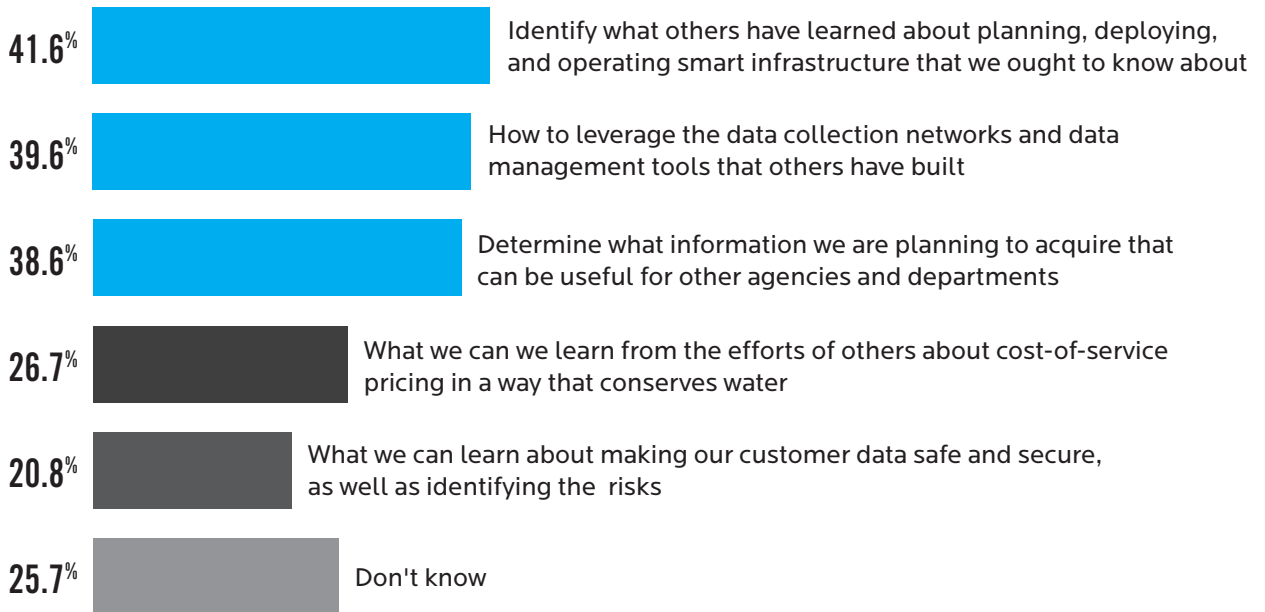 41.6%
Identify what others have learned about planning, deploying,
and operating smart infrastructure that we ought to know about
39.6%
How to leverage the data collection networks and data
management tools that others have built
38.6%
Determine what information we are planning to acquire that
can be useful for other agencies and departments
26.7%
What we can we learn from the efforts of others about cost-of-service
pricing in a way that conserves water
20.8%
What we can learn about making our customer data safe and secure,
as well as identifying the  risks
25.7%
Don't know